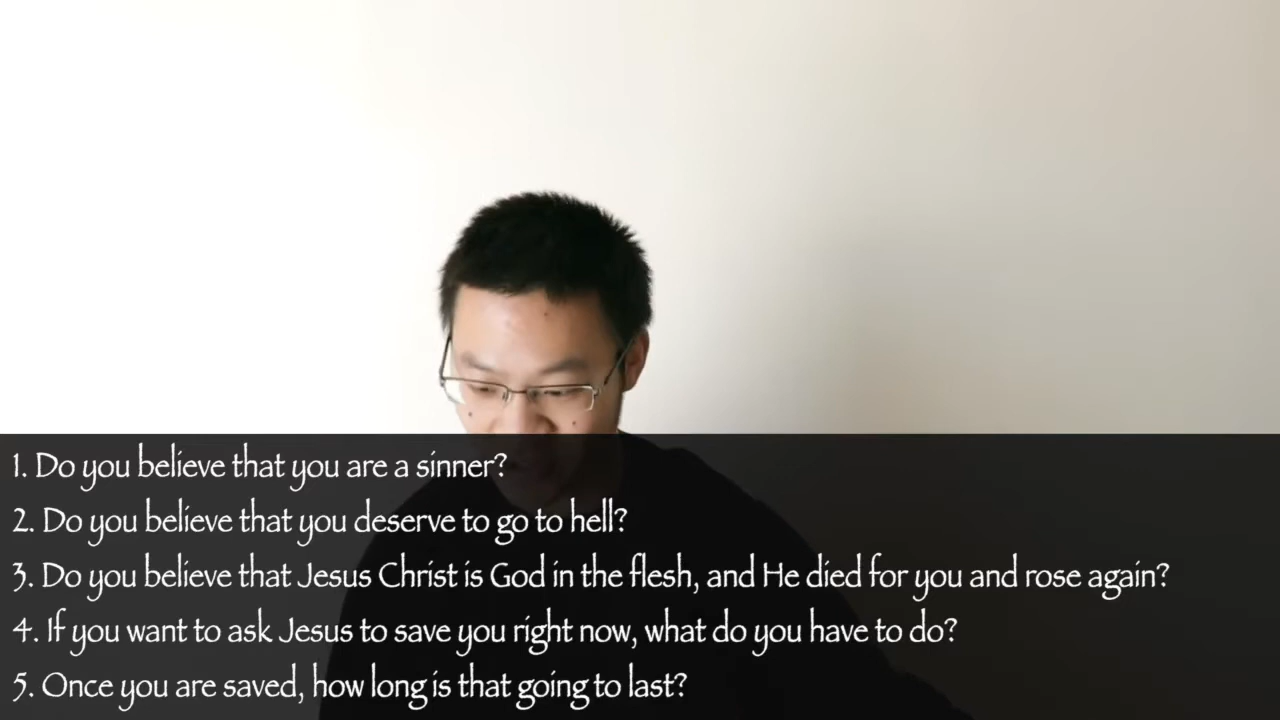 1. Do you believe that you are a sinner?
2. Do you believe that you deserve to go to hell?
3. Do you believe that Jesus Christ is God in the flesh, and He died for you and rose again?
4. If you want to ask Jesus to save you right now, what do you have to do?
5. Once you are saved, how long is that going to last?